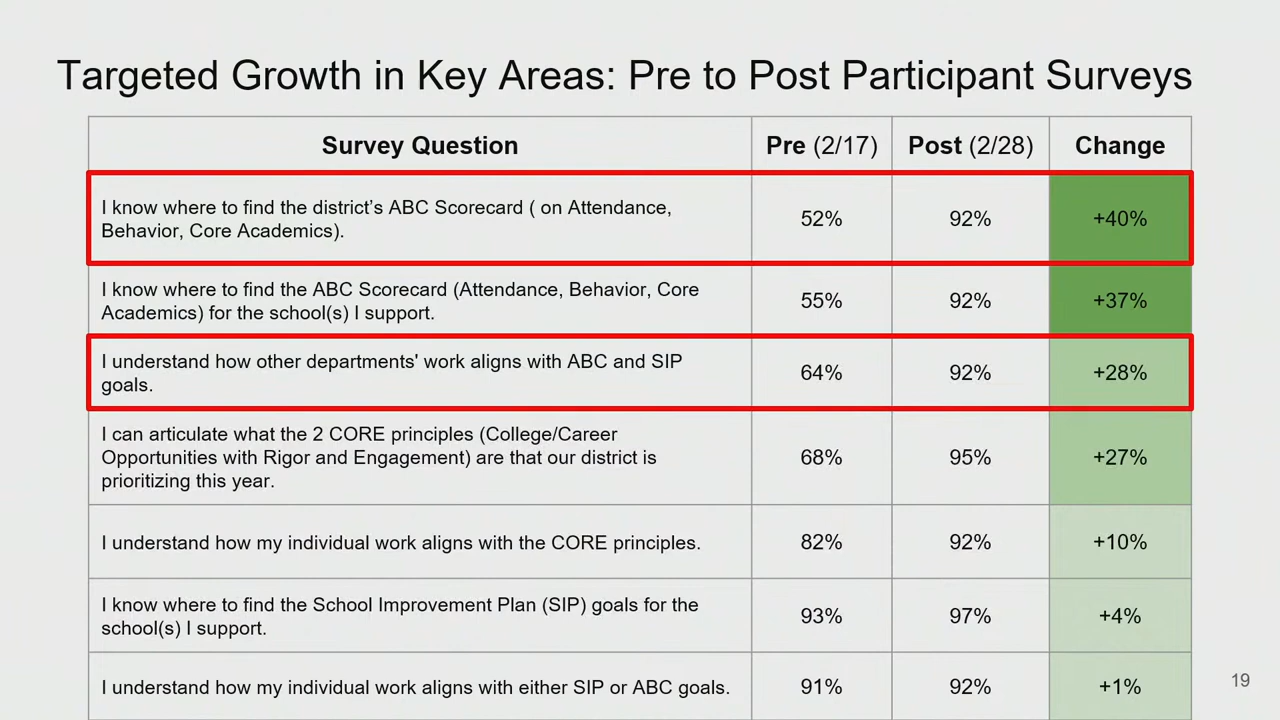 Targeted Growth in Key Areas: Pre to Post Participant Surveys
Survey Question Pre (2/17) Post (2/28) Change
I know where to find the district's ABC Scorecard ( on Attendance,
Behavior, Core Academics).
52% 92% +40%
I know where to find the ABC Scorecard (Attendance, Behavior, Core
Academics) for the school(s) I support.
55% 92% +37%
I understand how other departments' work aligns with ABC and SIP
goals.
64% 92% +28%
I can articulate what the 2 CORE principles (College/Career
Opportunities with Rigor and Engagement) are that our district is
prioritizing this year.
68% 95% +27%
I understand how my individual work aligns with the CORE principles. 82% 92% +10%
I know where to find the School Improvement Plan (SIP) goals for the
school(s) I support.
93% 97% +4%
I understand how my individual work aligns with either SIP or ABC goals. 91% 92% +1%
19